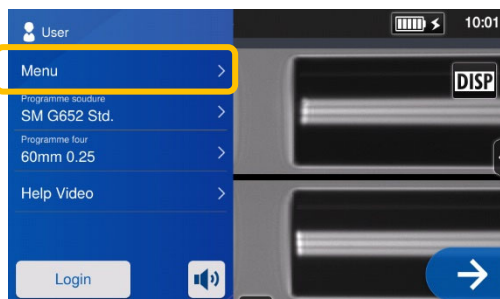 User
10:01
Menu
DISP
Programme soudure
SM G652 Std.
Programme four
60mm 0.25
Help Video
Login